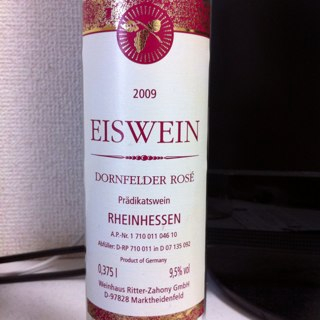 2009
EISWEIN
DORNFELDER ROSÉ
Prädikatswein
RHEINHESSEN
A.P.-Nr. 1 710 011 046 10
Abfüller: D-RP 710 011 in D 07 135 092
Product of Germany
0,375 l 9,5% vol
Weinhaus Ritter-Zahony GmbH
D-97828 Marktheidenfeld